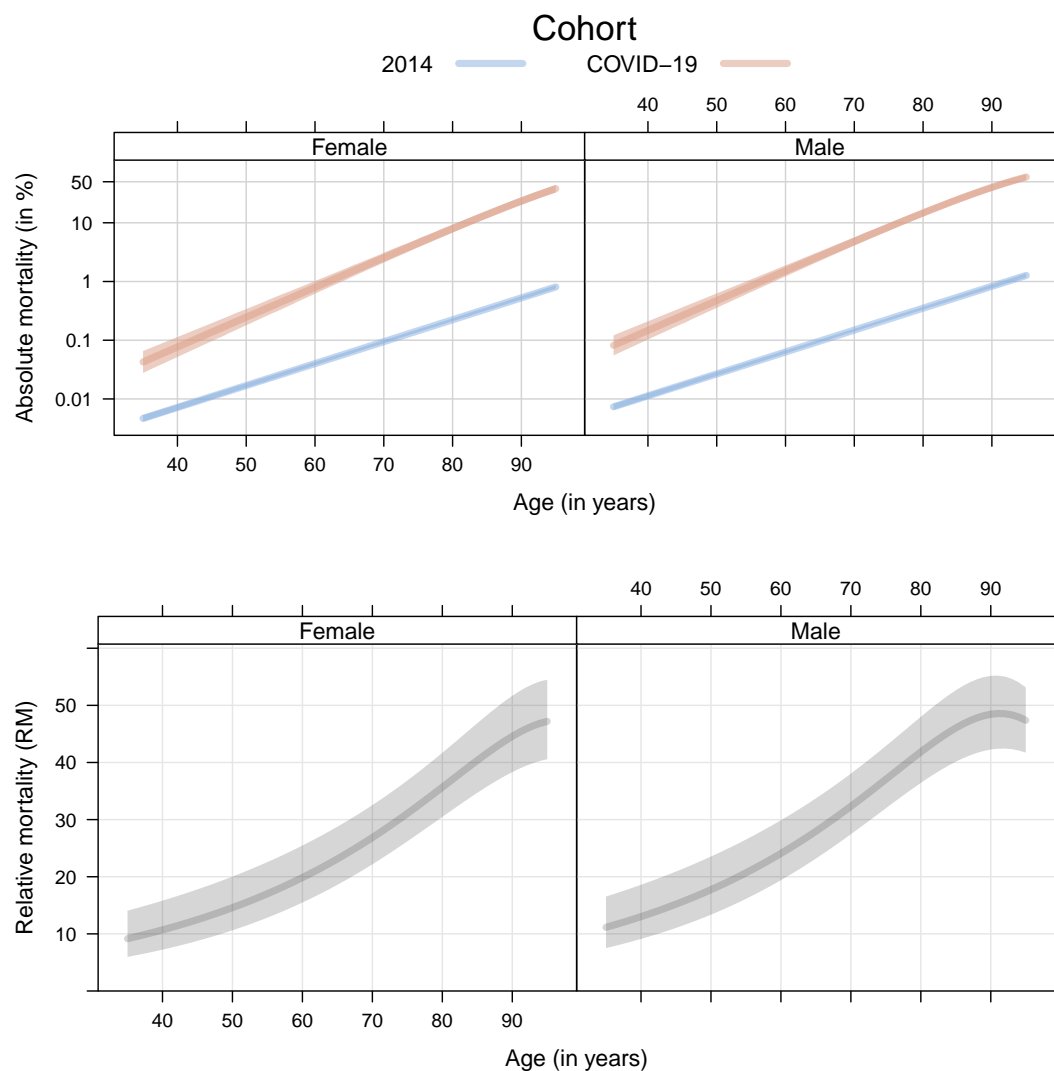 Cohort
2014 COVID−19
40 50 60 70 80 90
Female Male
Absolute mortality (in %)
50
10
1
0.1
0.01
40 50 60 70 80 90
Age (in years)
40 50 60 70 80 90
Female Male
Relative mortality (RM)
50
40
30
20
10
40 50 60 70 80 90
Age (in years)